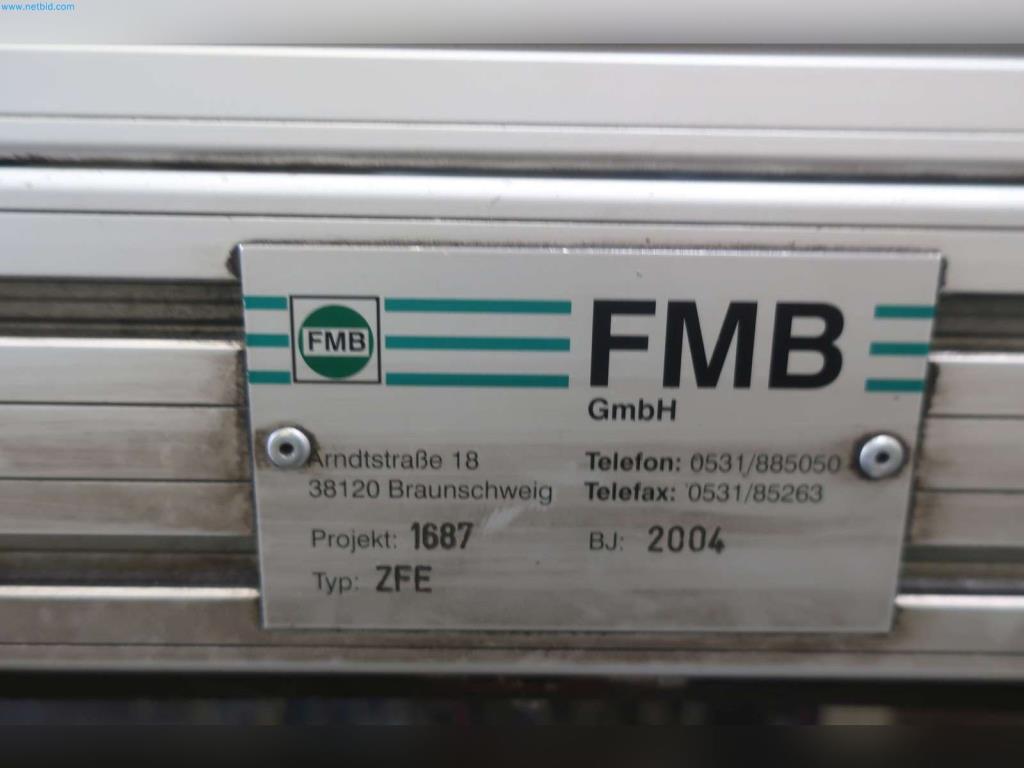 www.netbid.com
FMB
FMB
GmbH
Arndtstraße 18
38120 Braunschweig
Telefon: 0531/885050
Telefax: 0531/85263
Projekt: 1687
BJ: 2004
Typ: ZFE